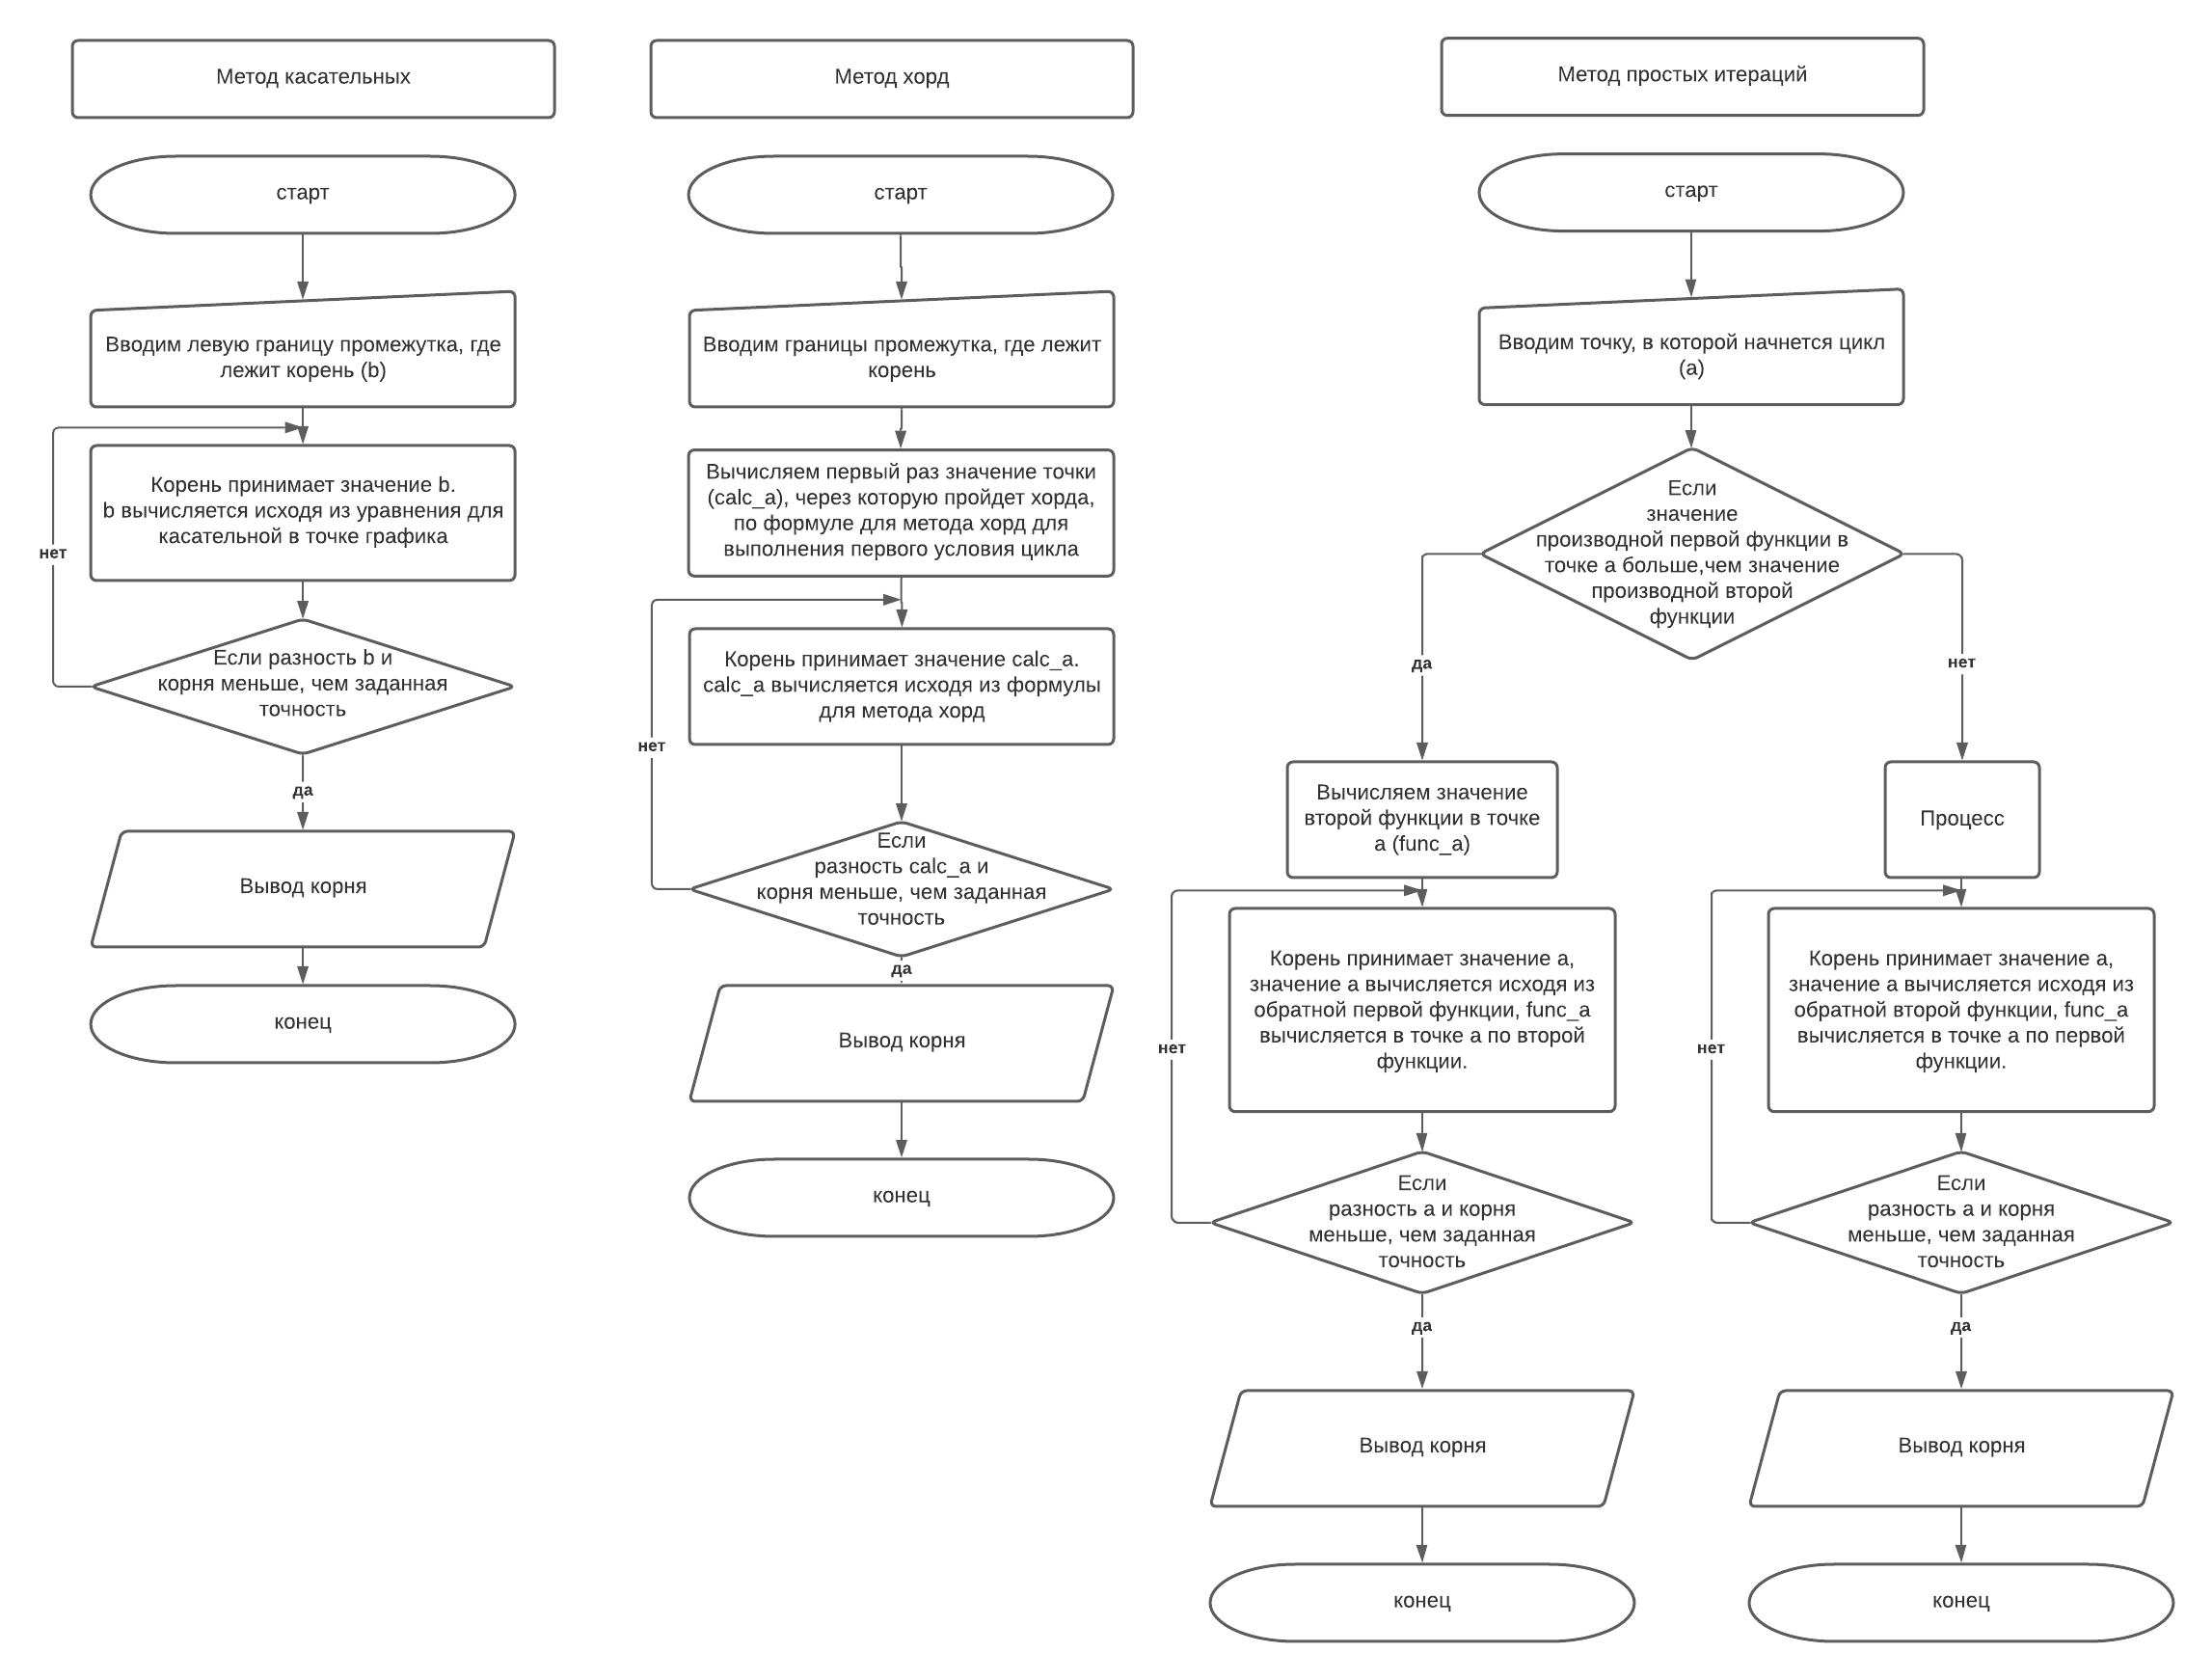 Метод касательных
старт
Вводим левую границу промежутка, где
лежит корень (b)
Корень принимает значение b.
b вычисляется исходя из уравнения для
касательной в точке графика
нет
Если разность b и
корня меньше, чем заданная
точность
да
Вывод корня
конец
Метод хорд
старт
Вводим границы промежутка, где лежит
корень
Вычисляем первый раз значение точки
(calc_a), через которую пройдет хорда,
по формуле для метода хорд для
выполнения первого условия цикла
Корень принимает значение calc_a.
calc_a вычисляется исходя из формулы
для метода хорд
нет
Если
разность calc_a и
корня меньше, чем заданная
точность
да
Вывод корня
конец
Метод простых итераций
старт
Вводим точку, в которой начнется цикл
(a)
Если
значение
производной первой функции в
точке a больше,чем значение
производной второй
функции
да
нет
Вычисляем значение
второй функции в точке
a (func_a)
Корень принимает значение a,
значение a вычисляется исходя из
обратной первой функции, func_a
вычисляется в точке a по второй
функции.
нет
Если
разность a и корня
меньше, чем заданная
точность
да
Вывод корня
конец
Процесс
Корень принимает значение a,
значение a вычисляется исходя из
обратной второй функции, func_a
вычисляется в точке a по первой
функции.
нет
Если
разность a и корня
меньше, чем заданная
точность
да
Вывод корня
конец